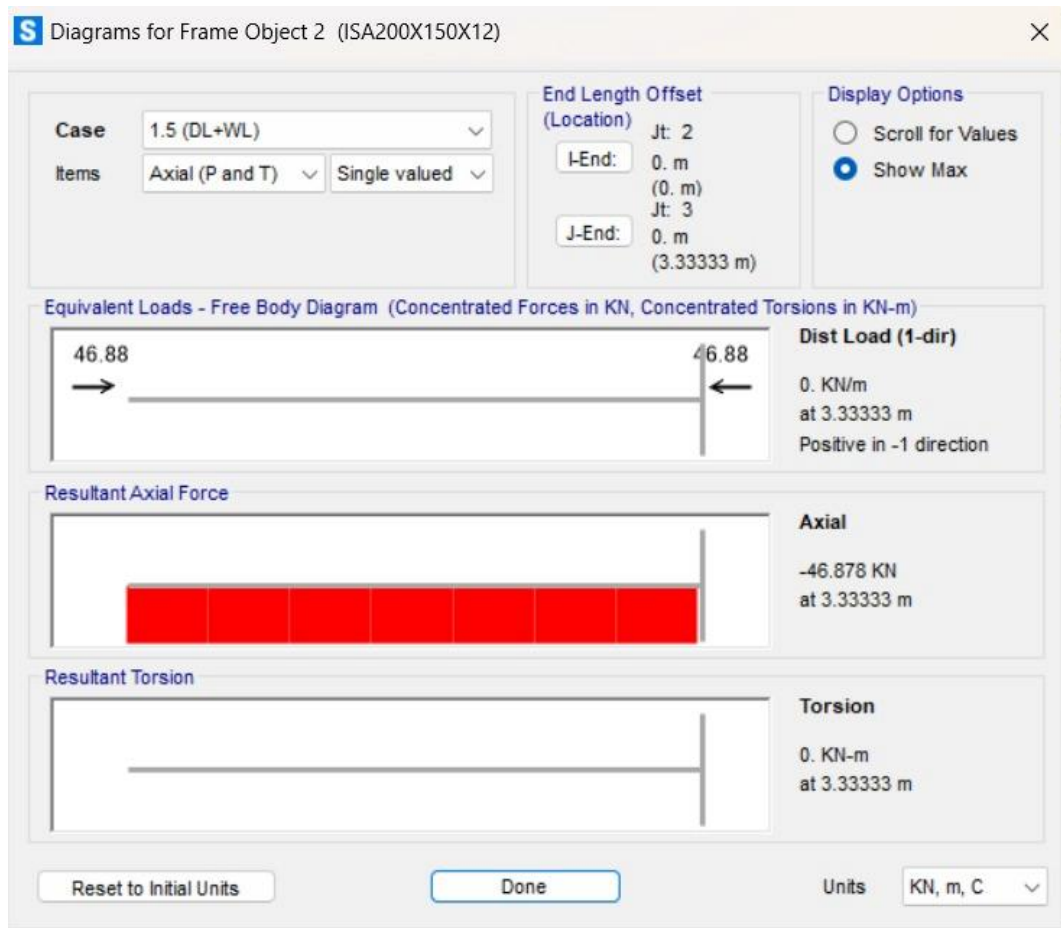 S Diagrams for Frame Object 2 (ISA200X150X12)
Case 1.5 (DL+WL)
Items Axial (P and T) Single valued
End Length Offset
(Location)
Jt: 2
I-End: 0. m
(0. m)
Jt: 3
J-End: 0. m
(3.33333 m)
Display Options
Scroll for Values
Show Max
Equivalent Loads - Free Body Diagram (Concentrated Forces in KN, Concentrated Torsions in KN-m)
46.88 46.88
Dist Load (1-dir)
0. KN/m
at 3.33333 m
Positive in -1 direction
Resultant Axial Force
Axial
-46.878 KN
at 3.33333 m
Resultant Torsion
Torsion
0. KN-m
at 3.33333 m
Reset to Initial Units Done Units KN, m, C